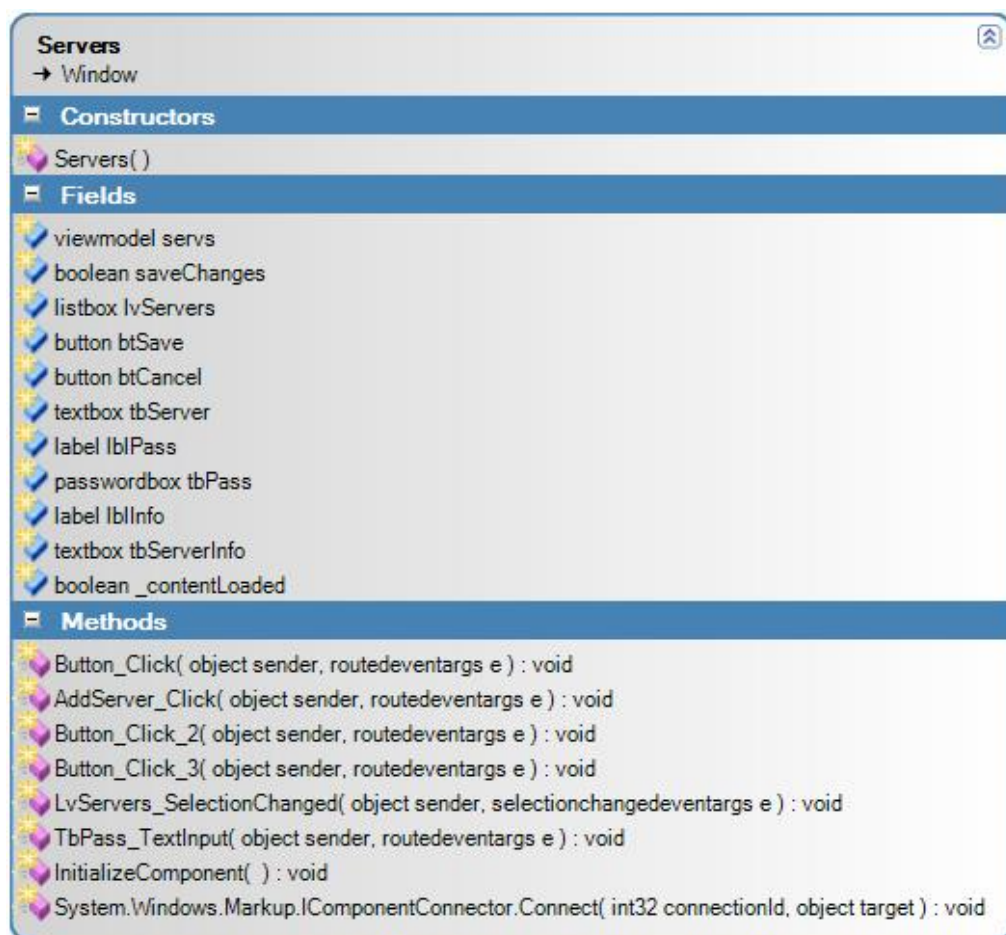 Servers
→ Window
Constructors
Servers( )
Fields
viewmodel servs
boolean saveChanges
listbox lvServers
button btSave
button btCancel
textbox tbServer
label lblPass
passwordbox tbPass
label lblInfo
textbox tbServerInfo
boolean _contentLoaded
Methods
Button_Click( object sender, routedeventargs e ) : void
AddServer_Click( object sender, routedeventargs e ) : void
Button_Click_2( object sender, routedeventargs e ) : void
Button_Click_3( object sender, routedeventargs e ) : void
LvServers_SelectionChanged( object sender, selectionchangedeventargs e ) : void
TbPass_TextInput( object sender, routedeventargs e ) : void
InitializeComponent(  ) : void
System.Windows.Markup.IComponentConnector.Connect( int32 connectionId, object target ) : void